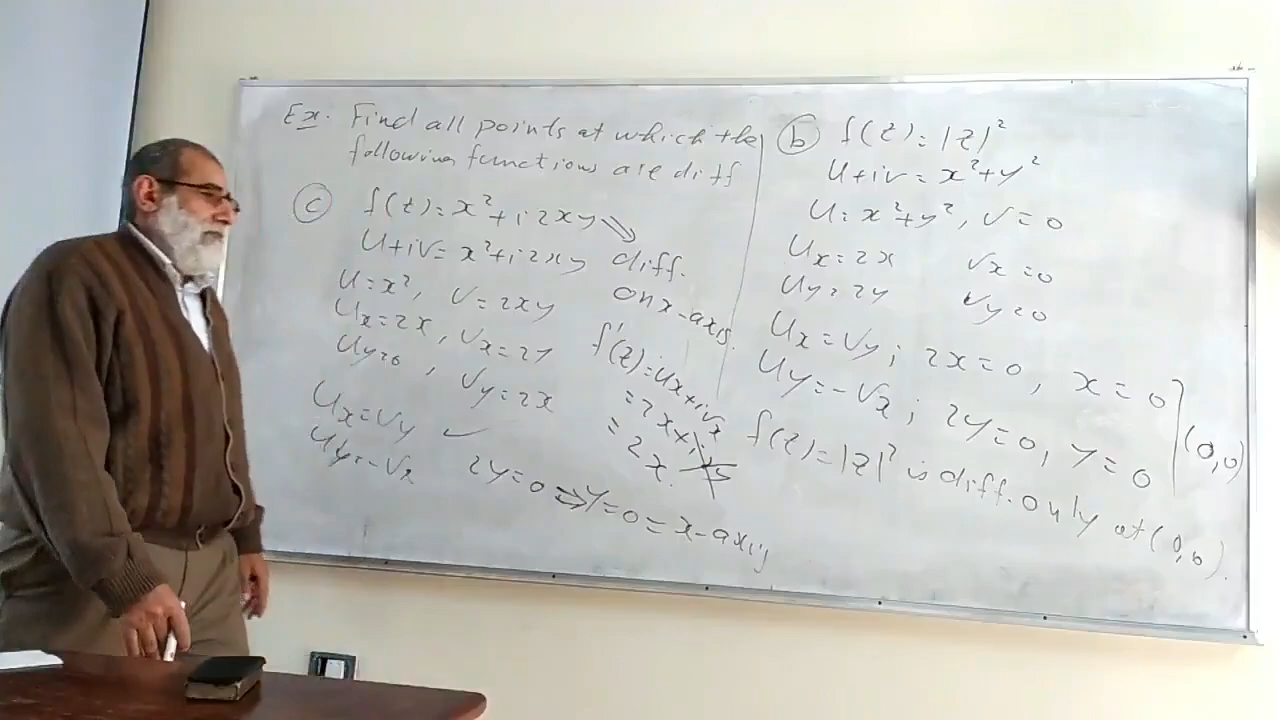 Ex. Find all points at which the
following functions are diff
(c) f(z) = x² + i 2xy ⇒ diff.
on x-axis.
u+iv = x² + i 2xy
u = x², v = 2xy
ux = 2x, vx = 2y
uy = 0, vy = 2x
ux = vy ✓
uy = -vx 2y = 0 ⇒ y = 0 = x-axis
f'(z) = ux + ivx
= 2x +
= 2x
(b) f(z) = |z|²
u+iv = x² + y²
u = x² + y², v = 0
ux = 2x vx = 0
uy = 2y vy = 0
ux = vy ; 2x = 0, x = 0
uy = -vx ; 2y = 0, y = 0 } (0,0)
f(z) = |z|² is diff. only at (0,0).